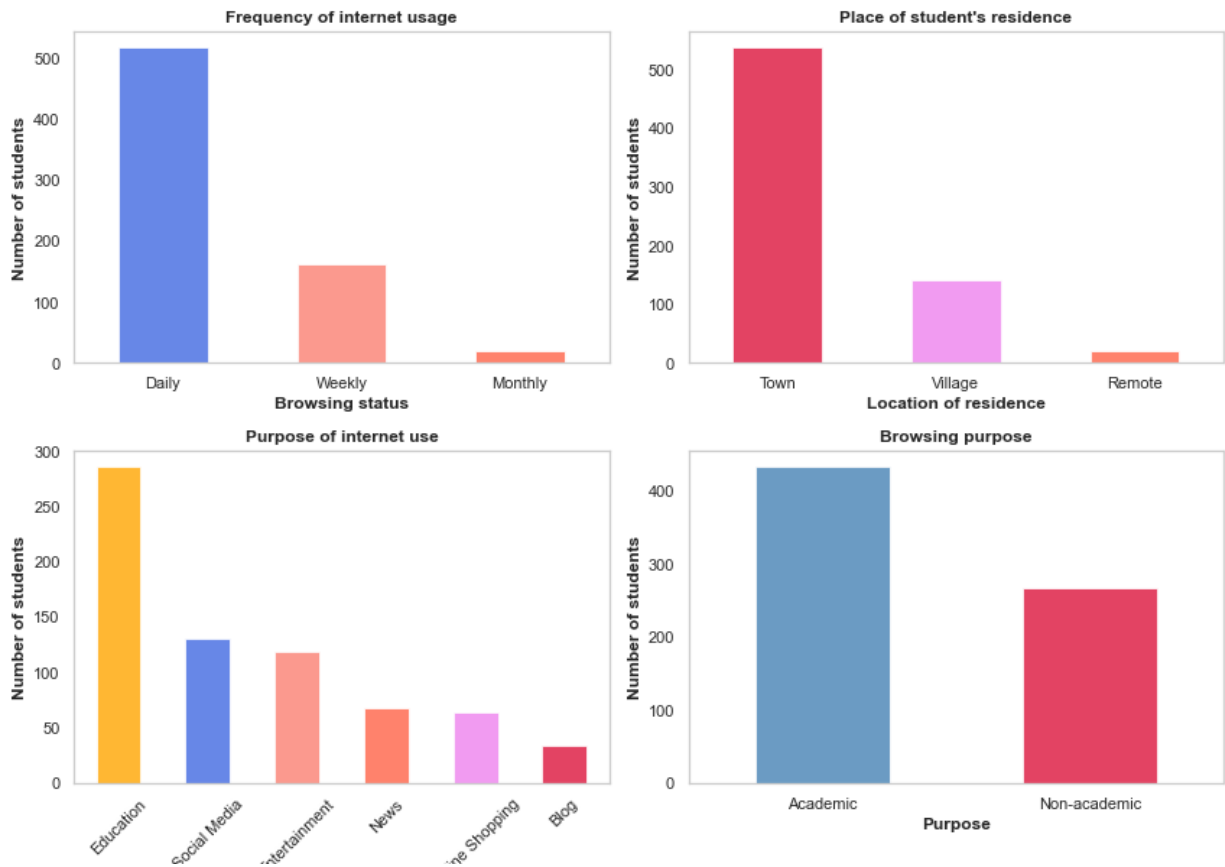 Frequency of internet usage
Number of students
500
400
300
200
100
0
Daily Weekly Monthly
Browsing status
Place of student's residence
Number of students
500
400
300
200
100
0
Town Village Remote
Location of residence
Purpose of internet use
Number of students
300
250
200
150
100
50
0
Education Social Media Entertainment News ine Shopping Blog
Browsing purpose
Number of students
400
300
200
100
0
Academic Non-academic
Purpose